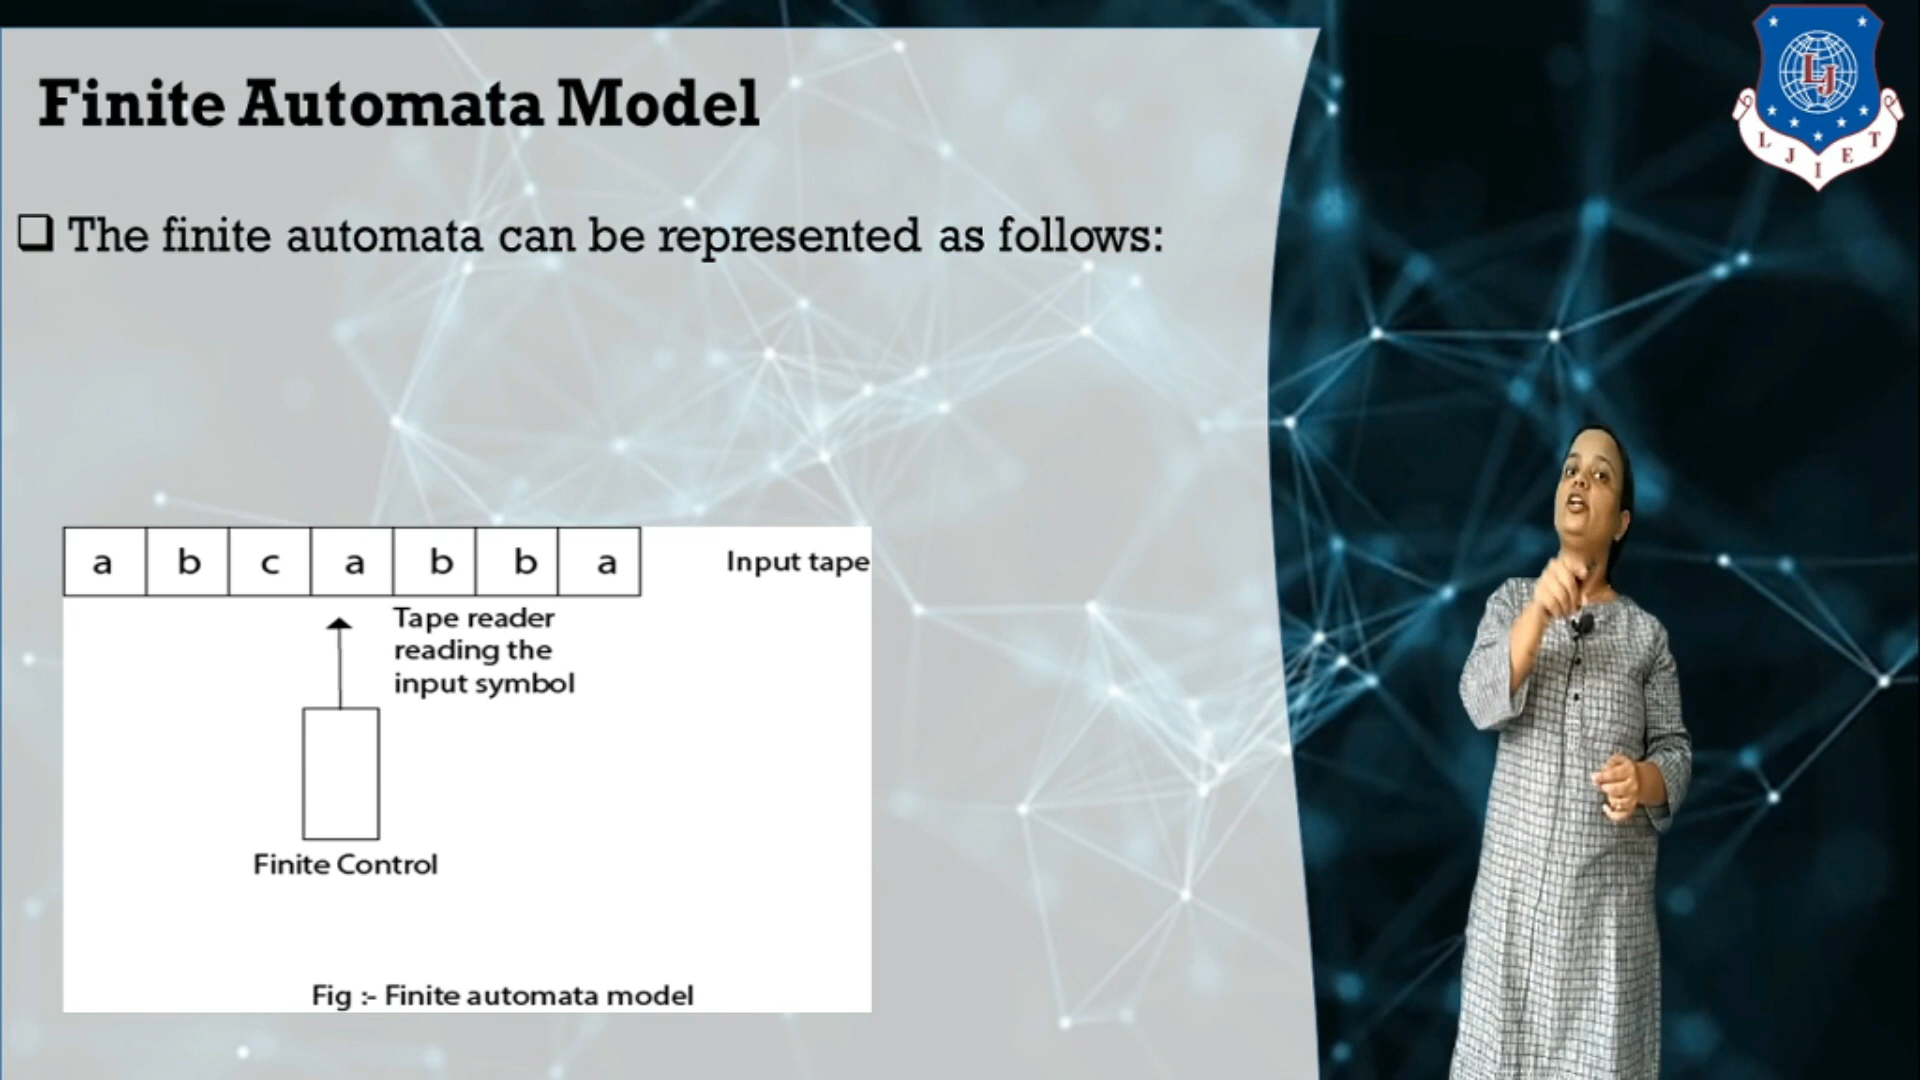 Finite Automata Model
The finite automata can be represented as follows:
a b c a b b a
Input tape
Tape reader
reading the
input symbol
Finite Control
Fig :- Finite automata model
LJ
L J I E T